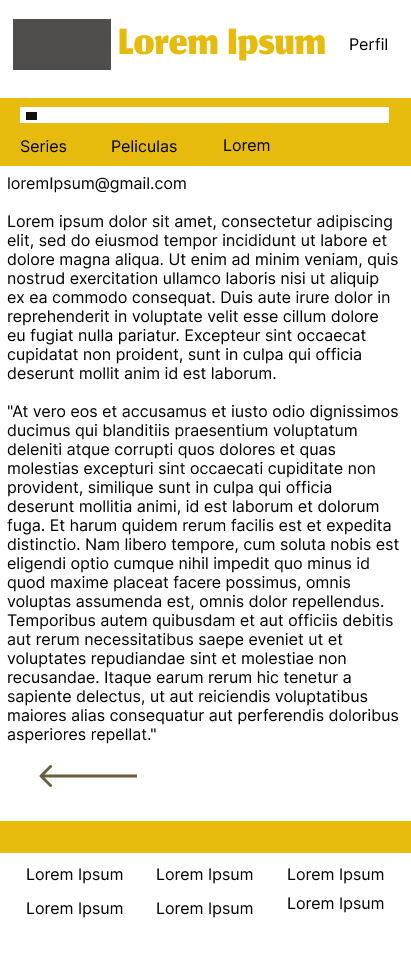 Lorem Ipsum
Perfil
Series Peliculas Lorem
loremIpsum@gmail.com
Lorem ipsum dolor sit amet, consectetur adipiscing
elit, sed do eiusmod tempor incididunt ut labore et
dolore magna aliqua. Ut enim ad minim veniam, quis
nostrud exercitation ullamco laboris nisi ut aliquip
ex ea commodo consequat. Duis aute irure dolor in
reprehenderit in voluptate velit esse cillum dolore
eu fugiat nulla pariatur. Excepteur sint occaecat
cupidatat non proident, sunt in culpa qui officia
deserunt mollit anim id est laborum.
"At vero eos et accusamus et iusto odio dignissimos
ducimus qui blanditiis praesentium voluptatum
deleniti atque corrupti quos dolores et quas
molestias excepturi sint occaecati cupiditate non
provident, similique sunt in culpa qui officia
deserunt mollitia animi, id est laborum et dolorum
fuga. Et harum quidem rerum facilis est et expedita
distinctio. Nam libero tempore, cum soluta nobis est
eligendi optio cumque nihil impedit quo minus id
quod maxime placeat facere possimus, omnis
voluptas assumenda est, omnis dolor repellendus.
Temporibus autem quibusdam et aut officiis debitis
aut rerum necessitatibus saepe eveniet ut et
voluptates repudiandae sint et molestiae non
recusandae. Itaque earum rerum hic tenetur a
sapiente delectus, ut aut reiciendis voluptatibus
maiores alias consequatur aut perferendis doloribus
asperiores repellat."
Lorem Ipsum Lorem Ipsum Lorem Ipsum
Lorem Ipsum Lorem Ipsum Lorem Ipsum